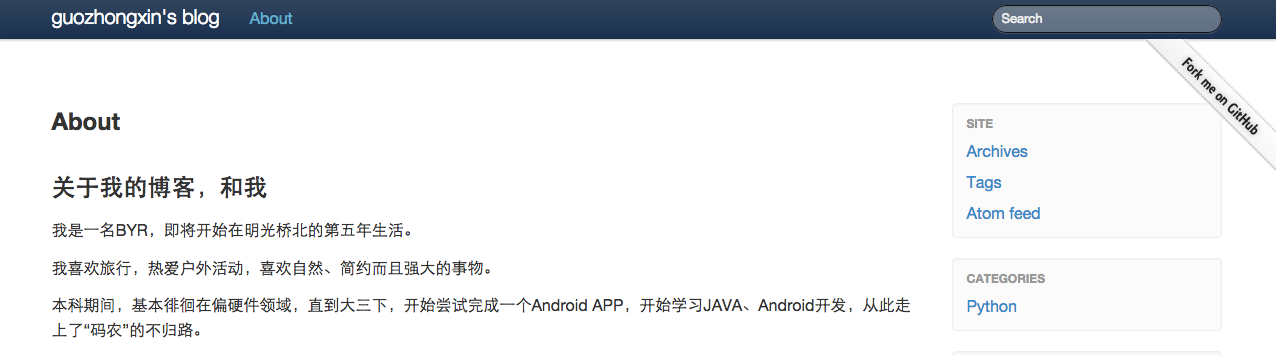 guozhongxin's blog
About
Search
Fork me on GitHub
About
关于我的博客，和我
我是一名BYR，即将开始在明光桥北的第五年生活。
我喜欢旅行，热爱户外活动，喜欢自然、简约而且强大的事物。
本科期间，基本徘徊在偏硬件领域，直到大三下，开始尝试完成一个Android APP，开始学习JAVA、Android开发，从此走
上了“码农”的不归路。
SITE
Archives
Tags
Atom feed
CATEGORIES
Python